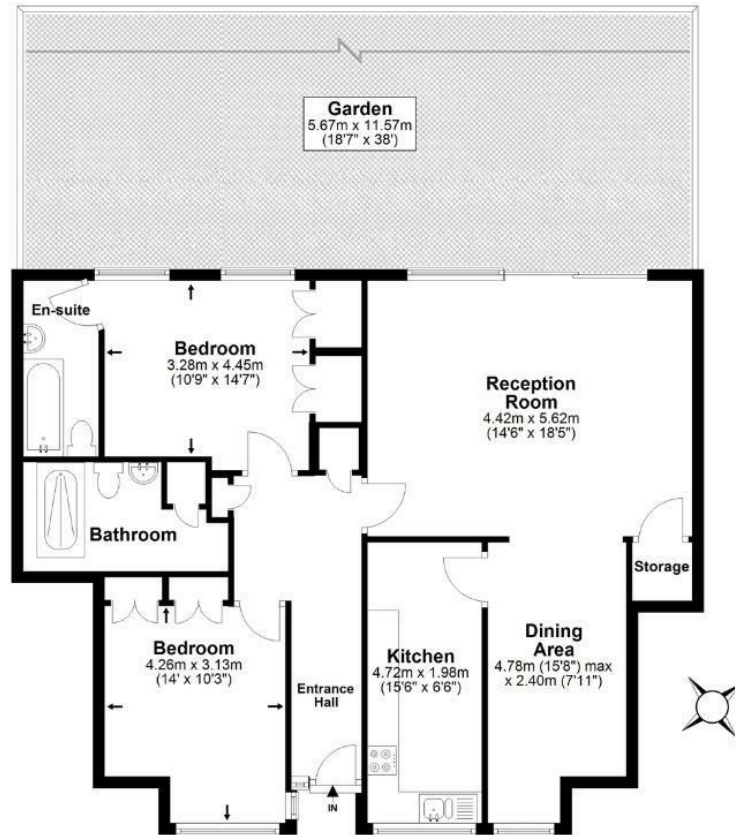 Garden
5.67m x 11.57m
(18'7" x 38')
En-suite
Bedroom
3.28m x 4.45m
(10'9" x 14'7")
Reception
Room
4.42m x 5.62m
(14'6" x 18'5")
Bathroom
Storage
Bedroom
4.26m x 3.13m
(14' x 10'3")
Entrance
Hall
IN
Kitchen
4.72m x 1.98m
(15'6" x 6'6")
Dining
Area
4.78m (15'8") max
x 2.40m (7'11")